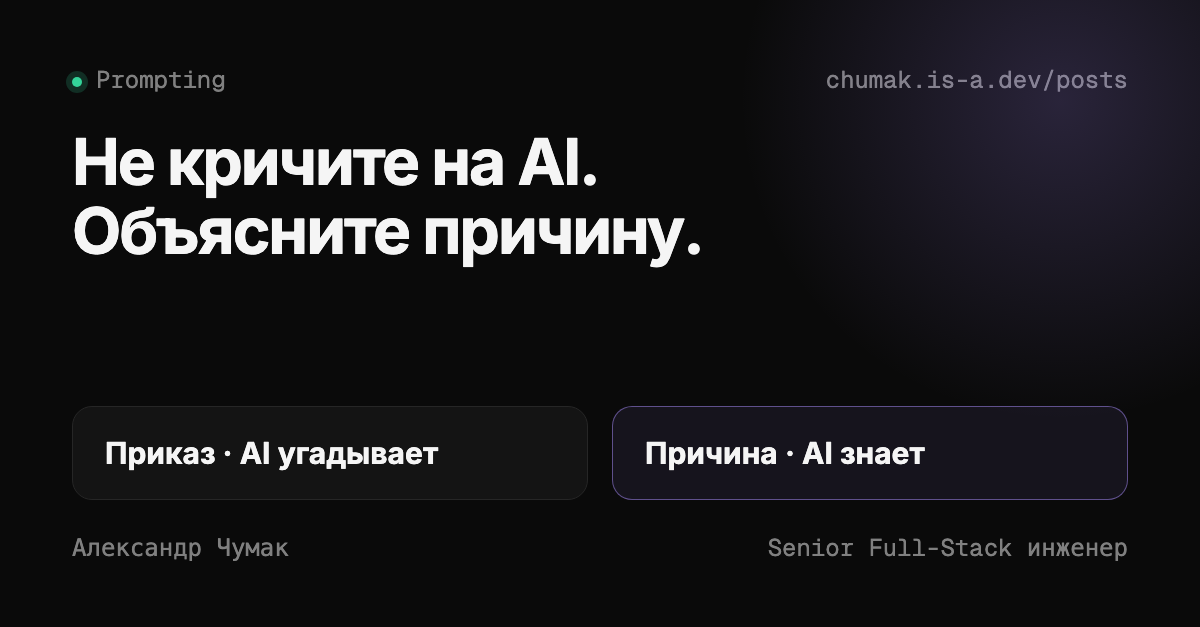 Prompting
chumak.is-a.dev/posts
Не кричите на AI.
Объясните причину.
Приказ · AI угадывает
Причина · AI знает
Александр Чумак
Senior Full-Stack инженер